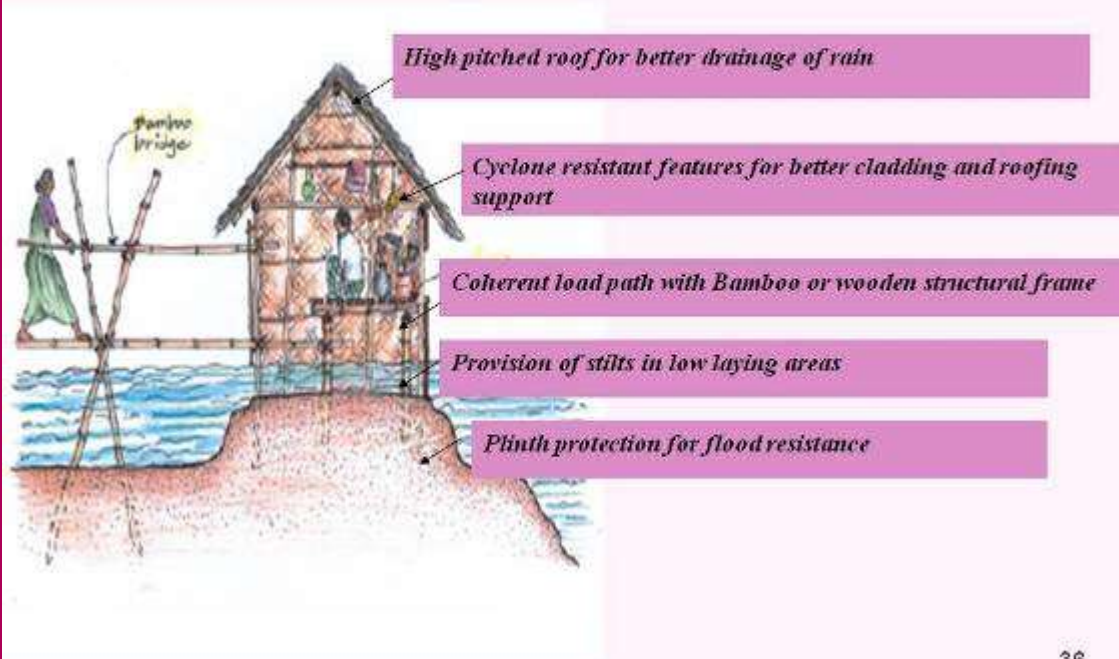 High pitched roof for better drainage of rain
Bamboo
bridge
Cyclone resistant features for better cladding and roofing
support
Coherent load path with Bamboo or wooden structural frame
Provision of stilts in low laying areas
Plinth protection for flood resistance
36